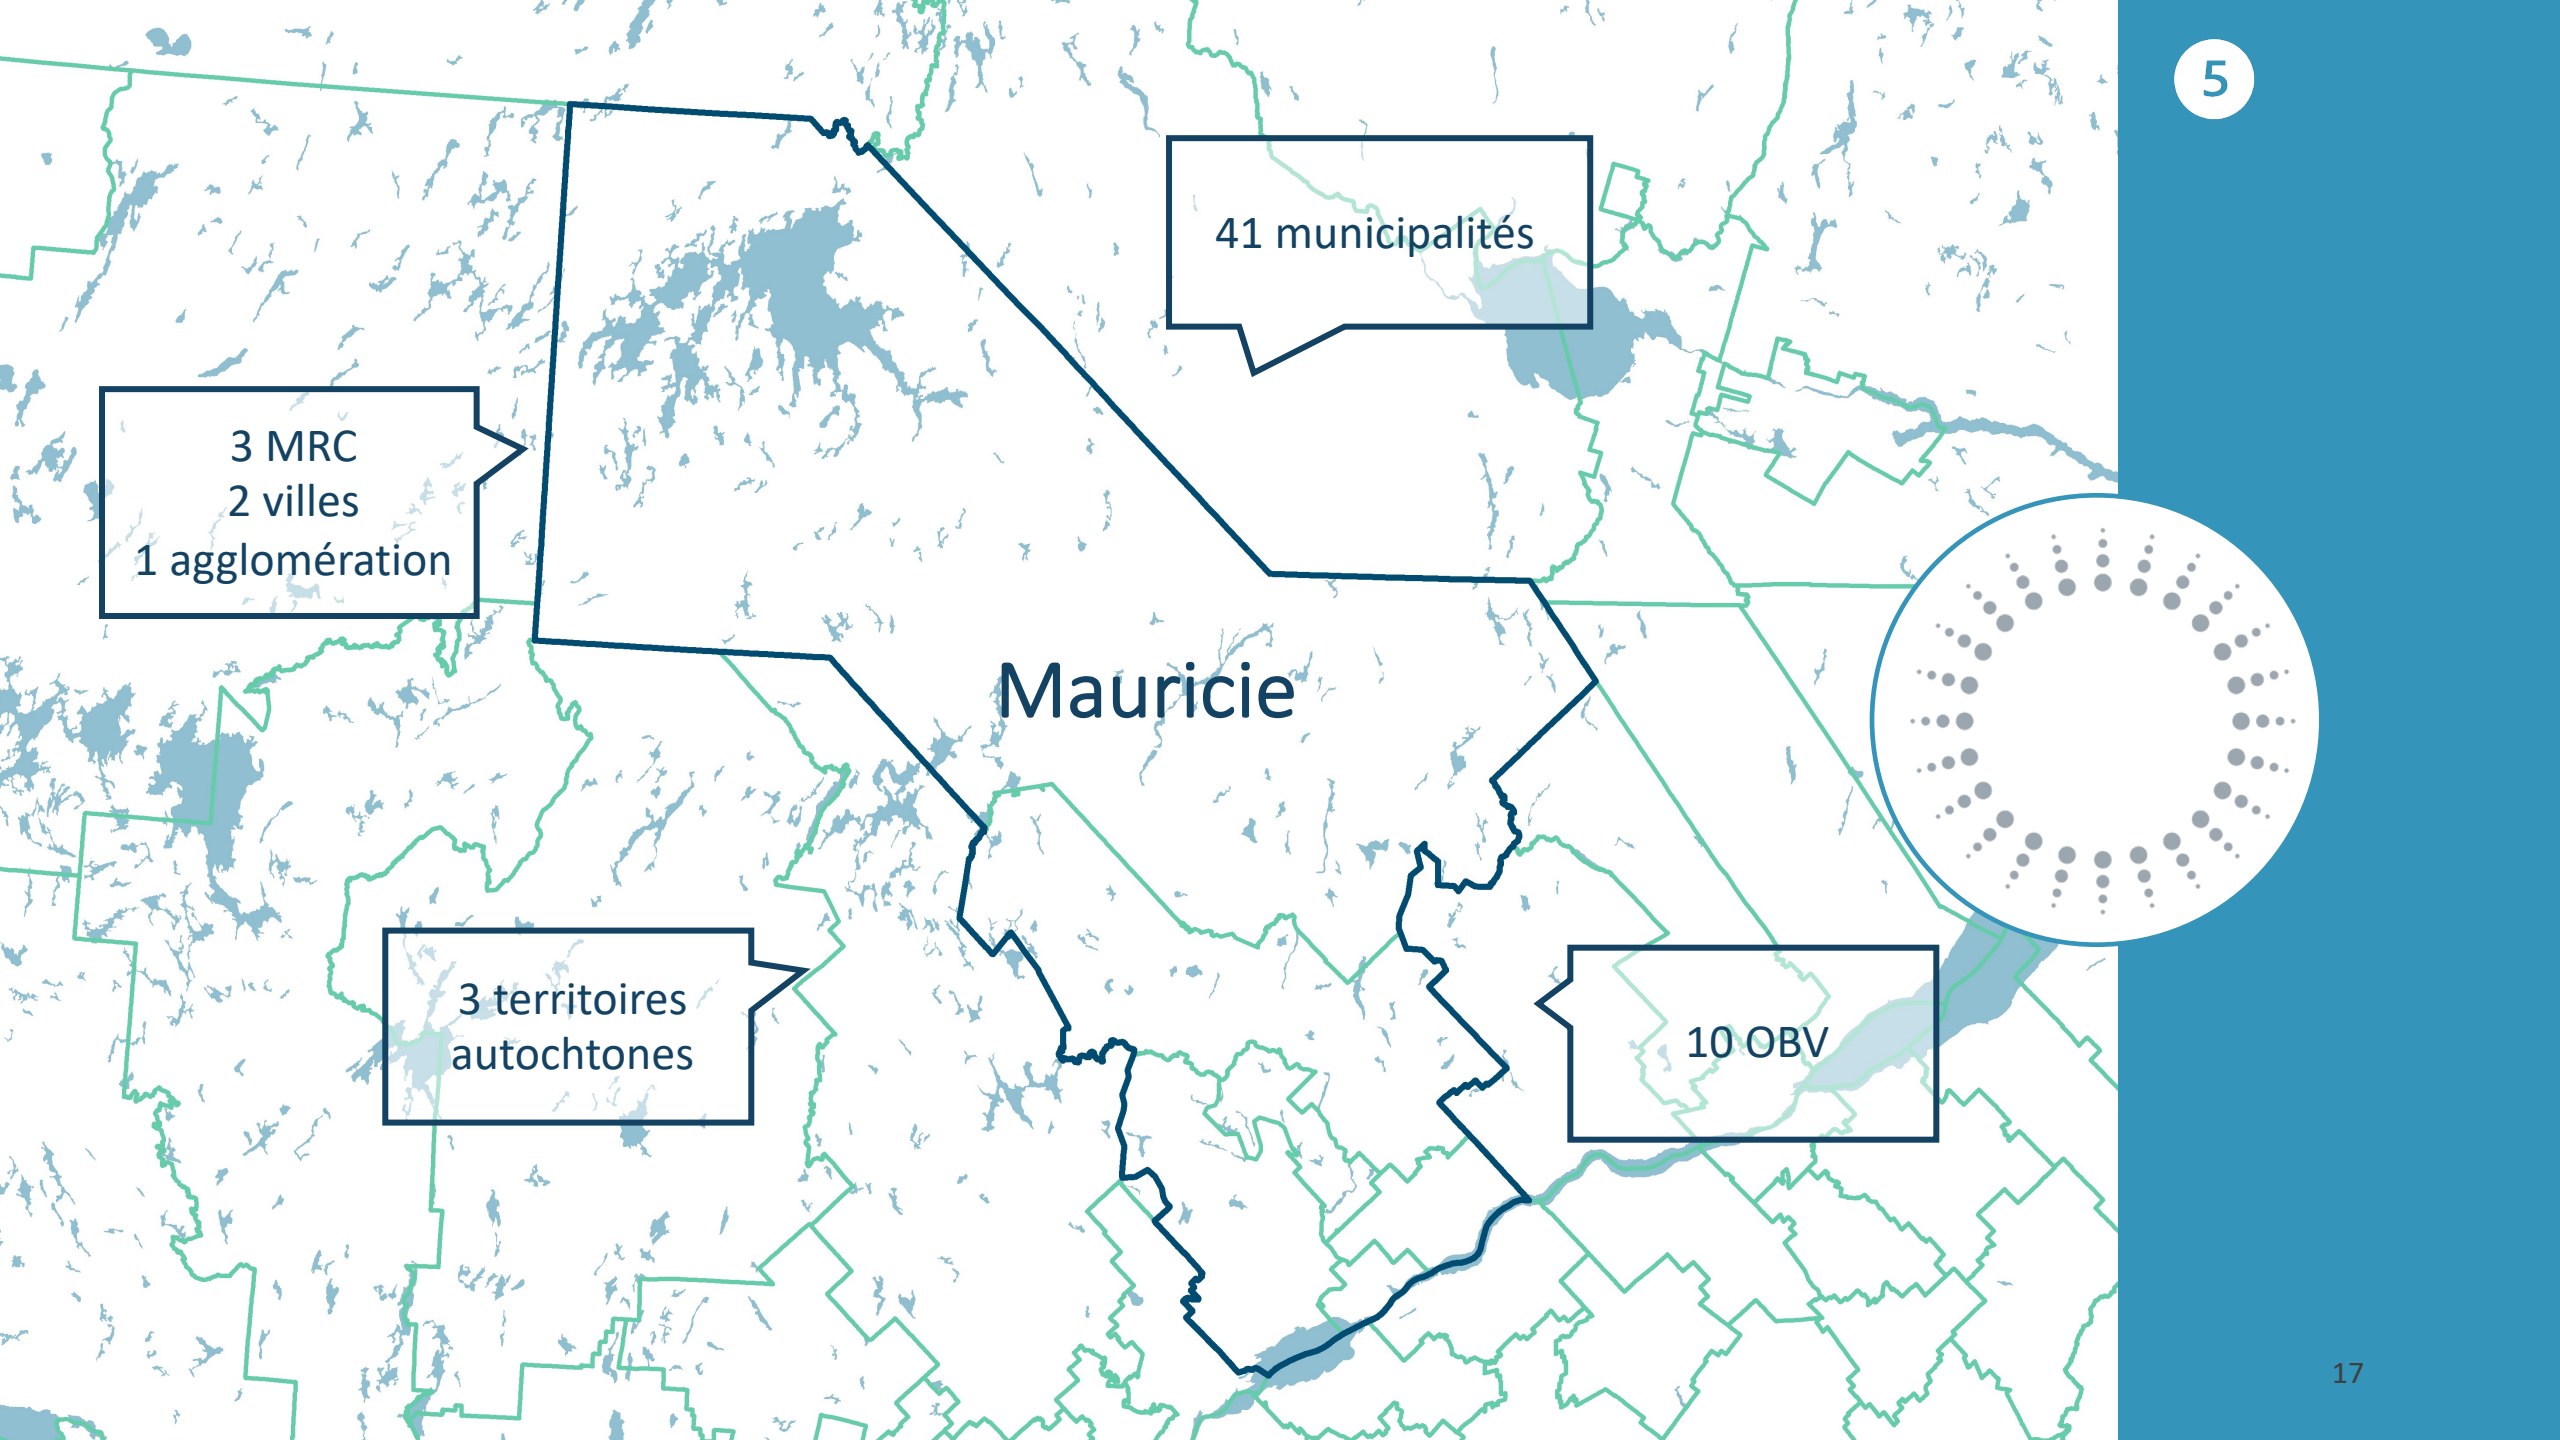 5
41 municipalités
3 MRC
2 villes
1 agglomération
Mauricie
3 territoires
autochtones
10 OBV
17